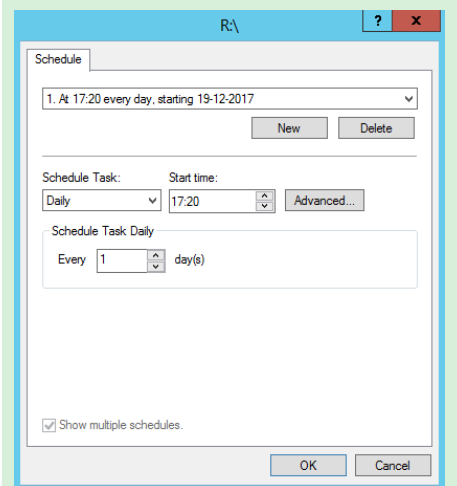 R:\
?
x
Schedule
1. At 17:20 every day, starting 19-12-2017
New Delete
Schedule Task: Start time:
Daily 17:20 Advanced...
Schedule Task Daily
Every 1 day(s)
Show multiple schedules.
OK Cancel